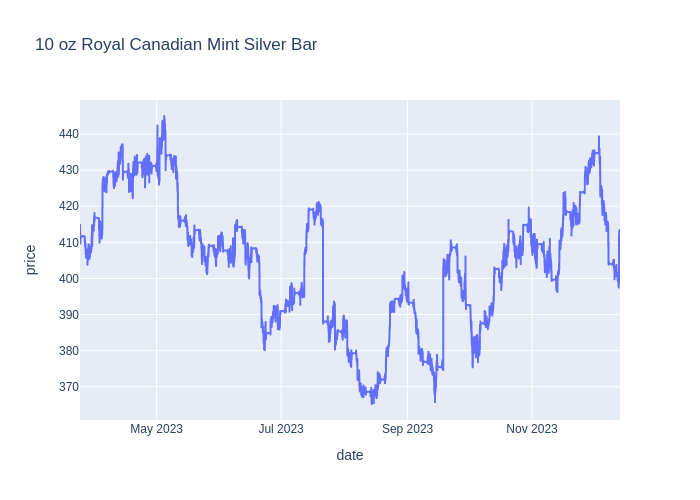 10 oz Royal Canadian Mint Silver Bar
440
430
420
410
400
390
380
370
price
May 2023
Jul 2023
Sep 2023
Nov 2023
date